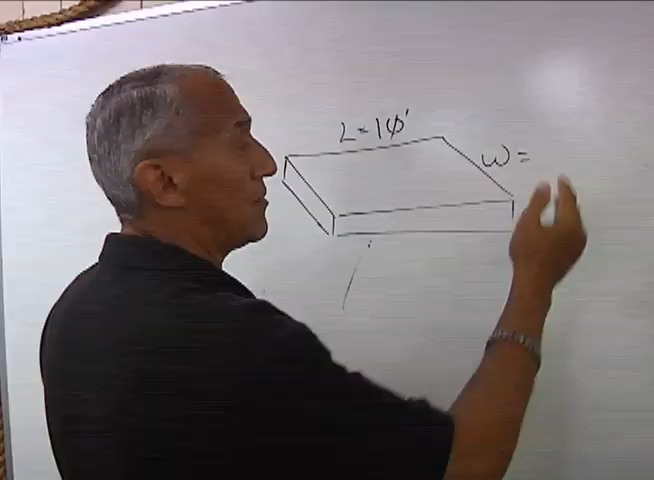 L = 10'
W =